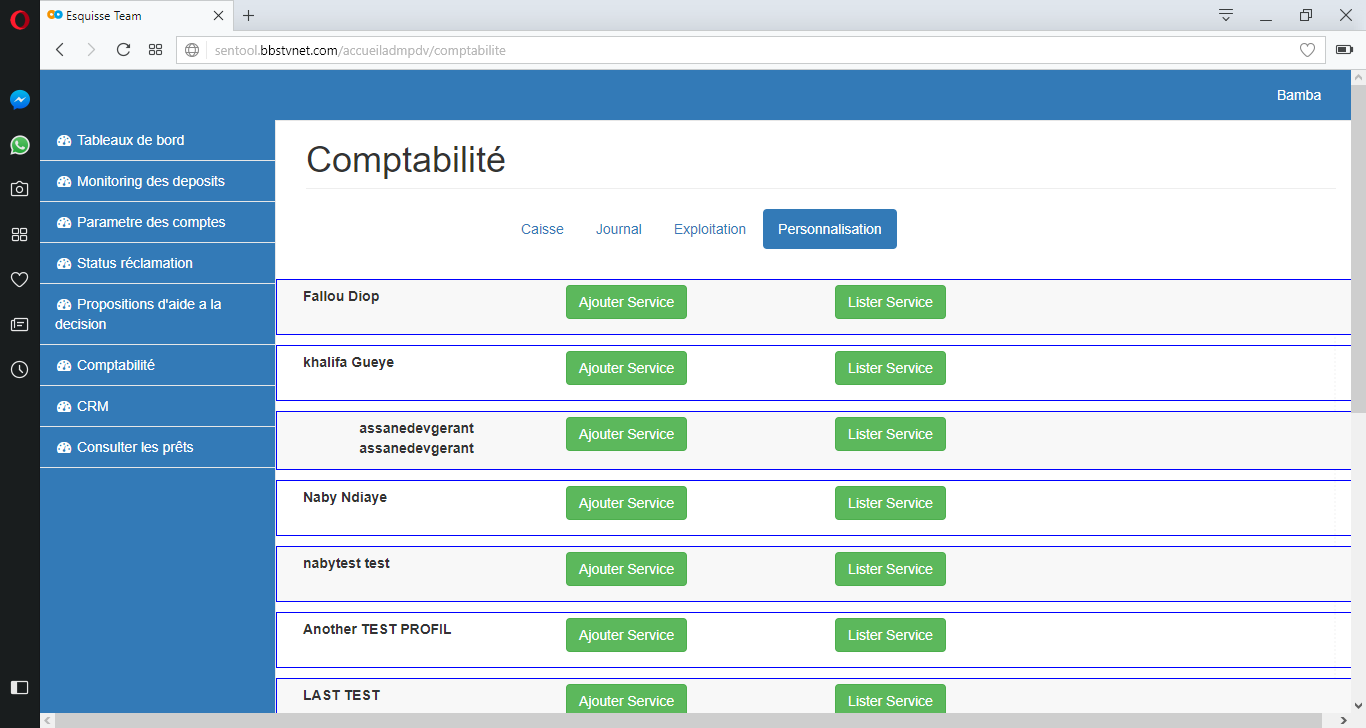 Esquisse Team
sentool.bbstvnet.com/accueiladmpdv/comptabilite
Bamba
Tableaux de bord
Monitoring des deposits
Parametre des comptes
Status réclamation
Propositions d'aide a la
decision
Comptabilité
CRM
Consulter les prêts
Comptabilité
Caisse Journal Exploitation Personnalisation
Fallou Diop Ajouter Service Lister Service
khalifa Gueye Ajouter Service Lister Service
assanedevgerant Ajouter Service Lister Service
assanedevgerant
Naby Ndiaye Ajouter Service Lister Service
nabytest test Ajouter Service Lister Service
Another TEST PROFIL Ajouter Service Lister Service
LAST TEST Ajouter Service Lister Service